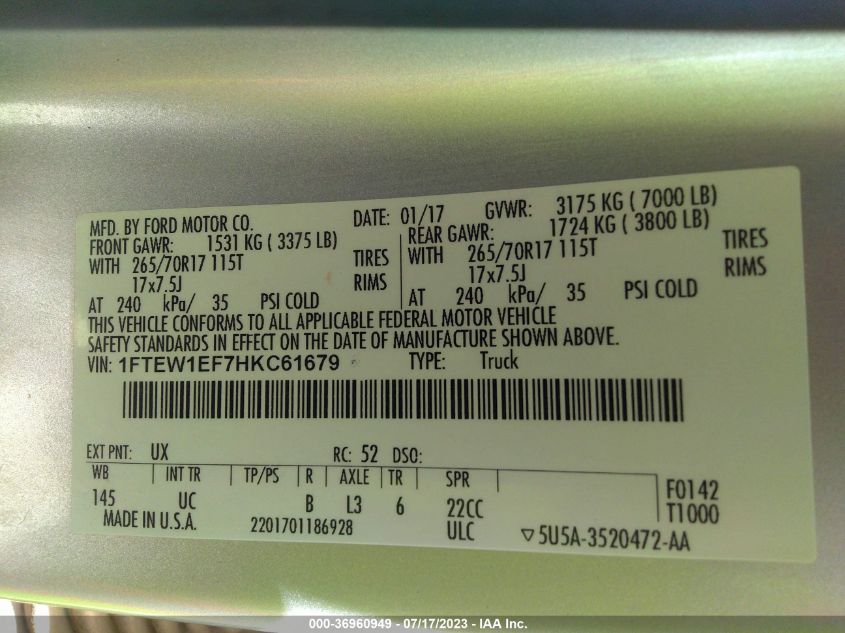 MFD. BY FORD MOTOR CO. DATE: 01/17 GVWR: 3175 KG ( 7000 LB)
FRONT GAWR: 1531 KG ( 3375 LB) REAR GAWR: 1724 KG ( 3800 LB)
WITH 265/70R17 115T TIRES WITH 265/70R17 115T TIRES
17x7.5J RIMS 17x7.5J RIMS
AT 240 kPa/ 35 PSI COLD AT 240 kPa/ 35 PSI COLD
THIS VEHICLE CONFORMS TO ALL APPLICABLE FEDERAL MOTOR VEHICLE
SAFETY STANDARDS IN EFFECT ON THE DATE OF MANUFACTURE SHOWN ABOVE.
VIN: 1FTEW1EF7HKC61679 TYPE: Truck
EXT PNT: UX RC: 52 DSO:
WB INT TR TP/PS R AXLE TR SPR
145 UC B L3 6 22CC F0142
MADE IN U.S.A. 2201701186928 ULC T1000
▽5U5A-3520472-AA
000-36960949 - 07/17/2023 - IAA Inc.